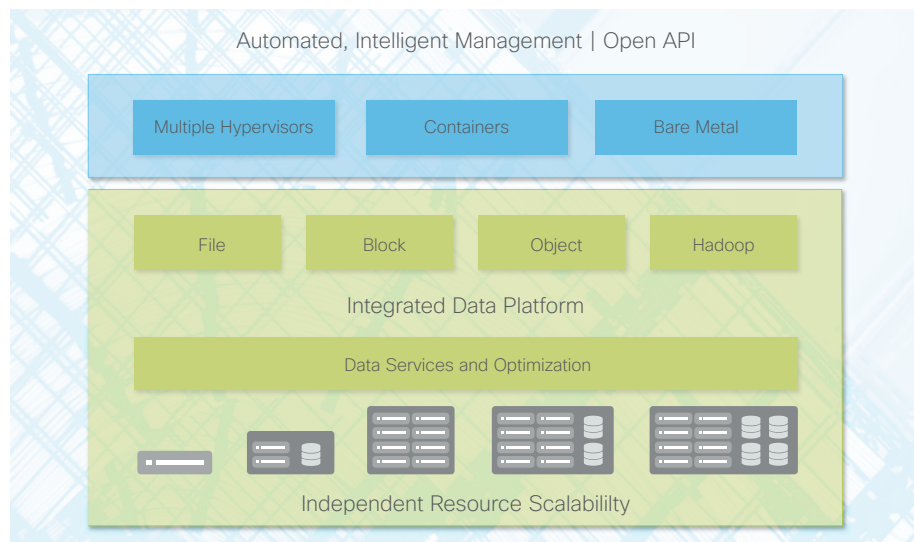 Automated, Intelligent Management | Open API
Multiple Hypervisors
Containers
Bare Metal
File
Block
Object
Hadoop
Integrated Data Platform
Data Services and Optimization
Independent Resource Scalabililty